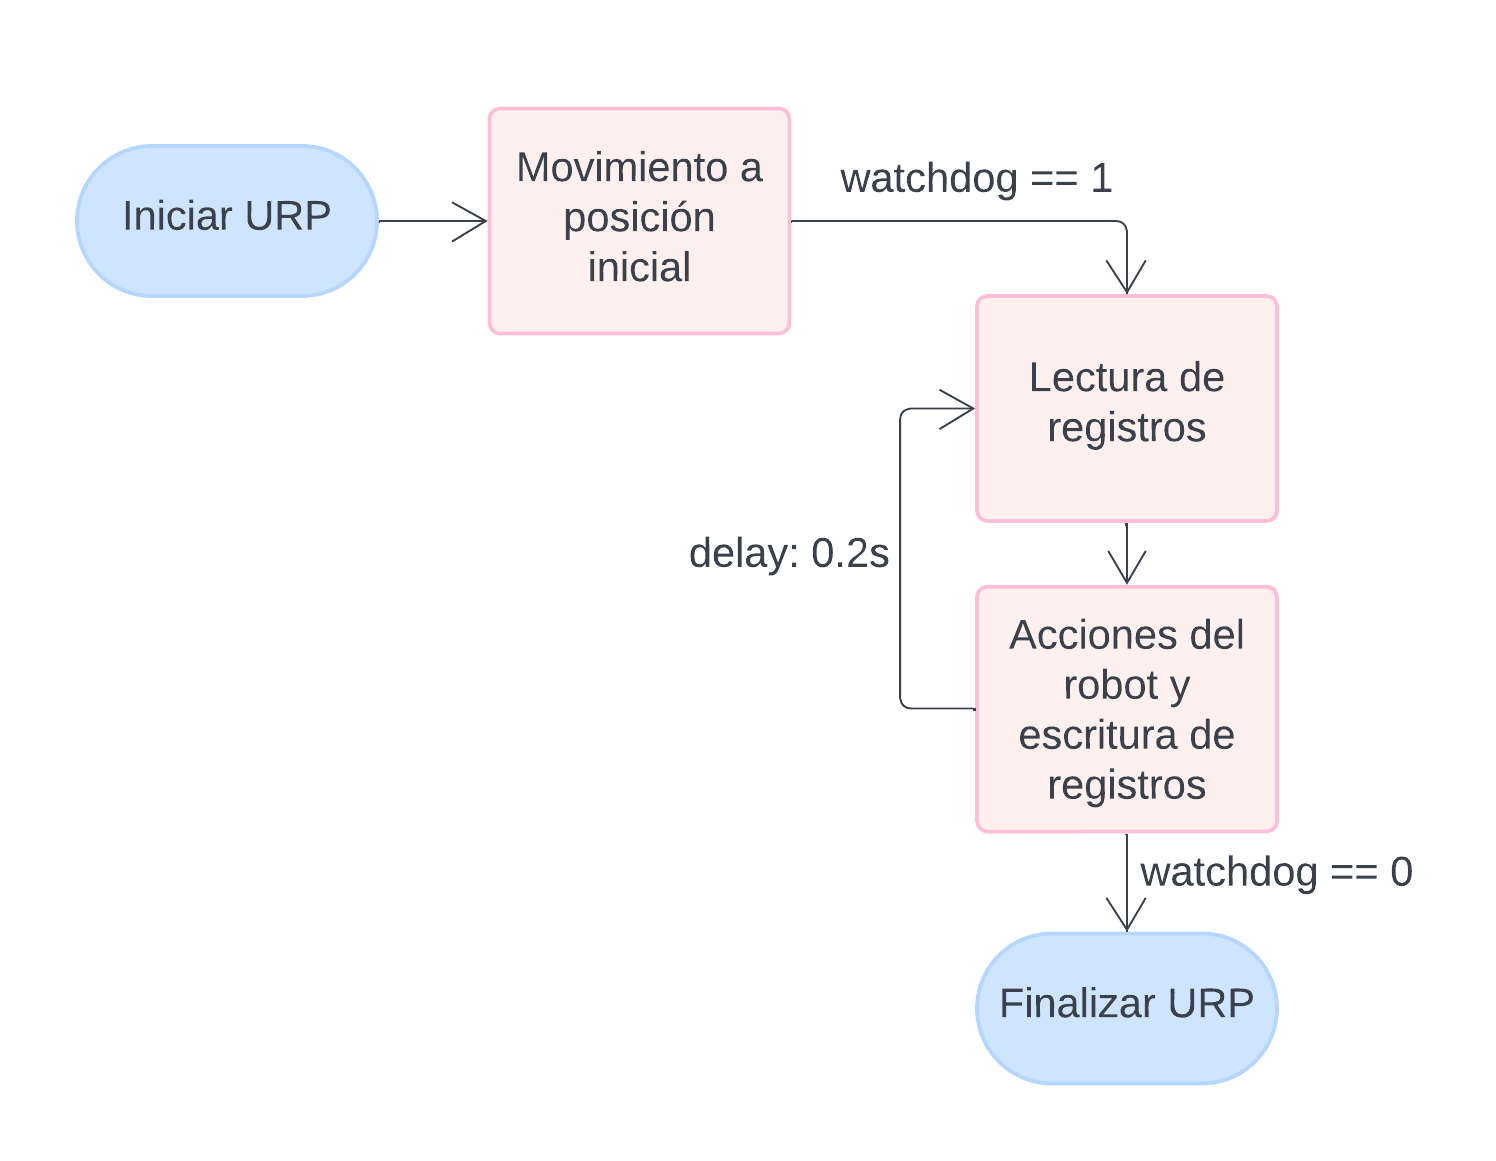 Iniciar URP
Movimiento a
posición
inicial
watchdog == 1
Lectura de
registros
delay: 0.2s
Acciones del
robot y
escritura de
registros
watchdog == 0
Finalizar URP